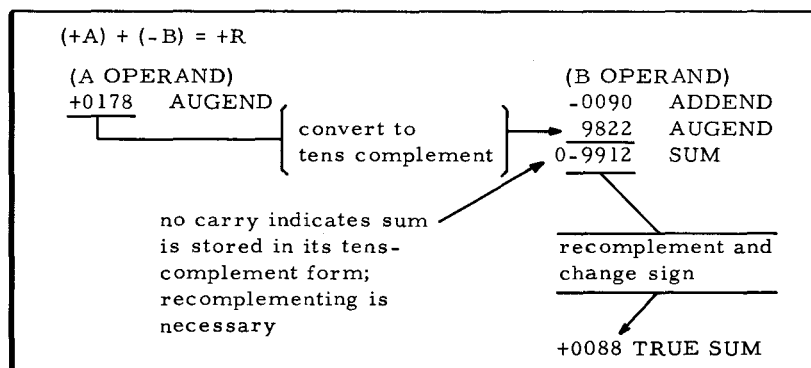 (+A) + (-B) = +R
(A OPERAND)
+0178 AUGEND
convert to
tens complement
(B OPERAND)
-0090 ADDEND
9822 AUGEND
0-9912 SUM
no carry indicates sum
is stored in its tens-
complement form;
recomplementing is
necessary
recomplement and
change sign
+0088 TRUE SUM